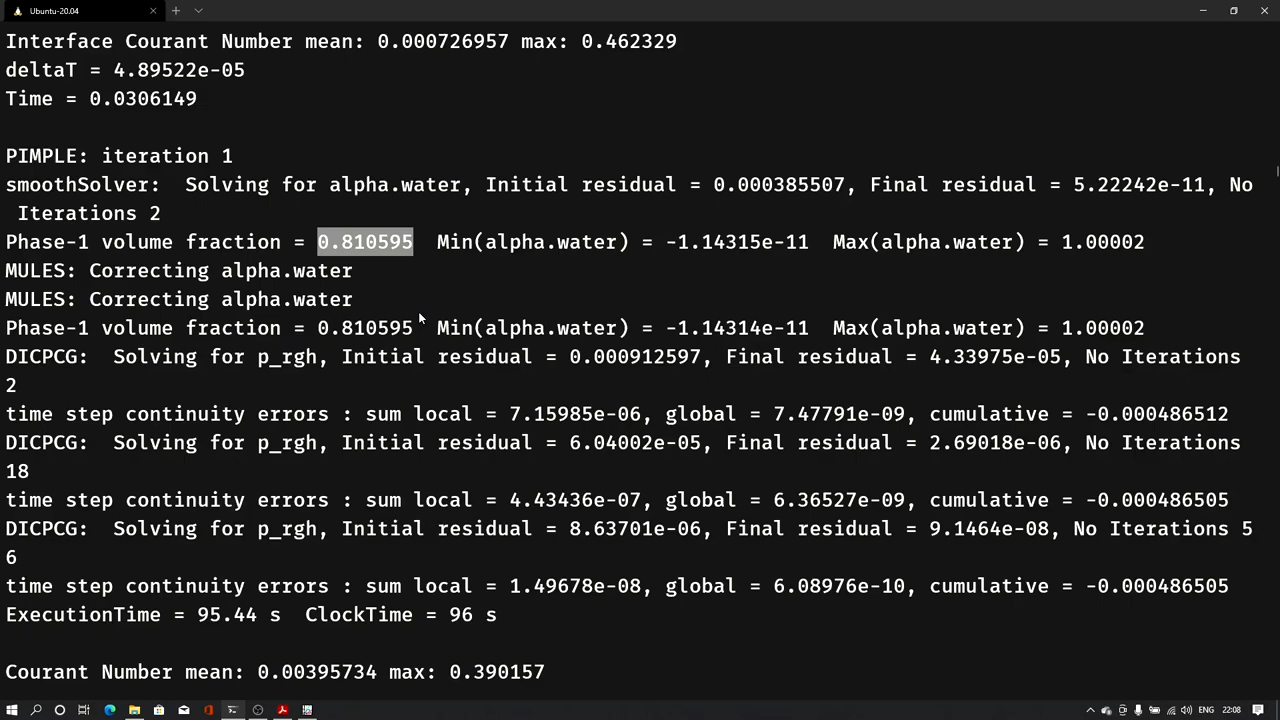 Ubuntu-20.04
Interface Courant Number mean: 0.000726957 max: 0.462329
deltaT = 4.89522e-05
Time = 0.0306149
PIMPLE: iteration 1
smoothSolver:  Solving for alpha.water, Initial residual = 0.000385507, Final residual = 5.22242e-11, No
 Iterations 2
Phase-1 volume fraction = 0.810595  Min(alpha.water) = -1.14315e-11  Max(alpha.water) = 1.00002
MULES: Correcting alpha.water
MULES: Correcting alpha.water
Phase-1 volume fraction = 0.810595  Min(alpha.water) = -1.14314e-11  Max(alpha.water) = 1.00002
DICPCG:  Solving for p_rgh, Initial residual = 0.000912597, Final residual = 4.33975e-05, No Iterations
2
time step continuity errors : sum local = 7.15985e-06, global = 7.47791e-09, cumulative = -0.000486512
DICPCG:  Solving for p_rgh, Initial residual = 6.04002e-05, Final residual = 2.69018e-06, No Iterations
18
time step continuity errors : sum local = 4.43436e-07, global = 6.36527e-09, cumulative = -0.000486505
DICPCG:  Solving for p_rgh, Initial residual = 8.63701e-06, Final residual = 9.1464e-08, No Iterations 5
6
time step continuity errors : sum local = 1.49678e-08, global = 6.08976e-10, cumulative = -0.000486505
ExecutionTime = 95.44 s  ClockTime = 96 s
Courant Number mean: 0.00395734 max: 0.390157
ENG 22:08